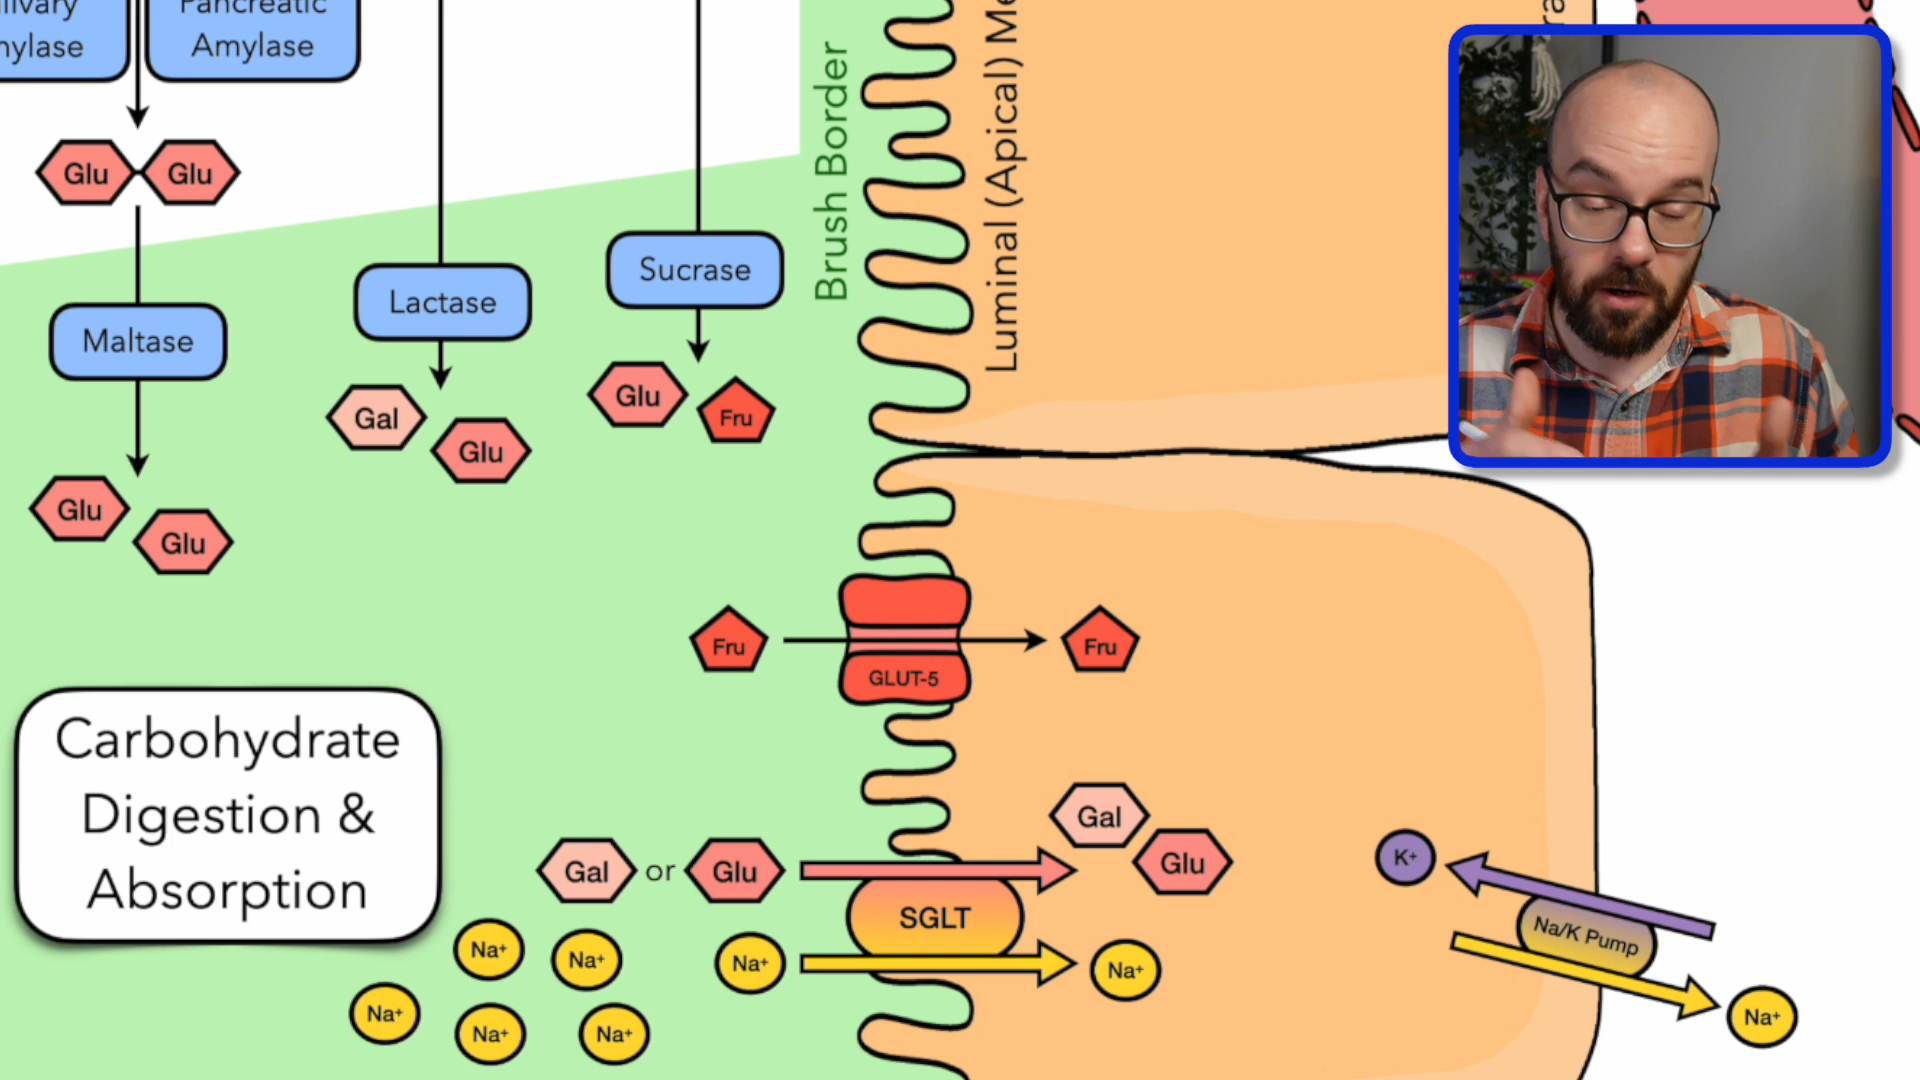 Pancreatic
Amylase
Glu
Glu
Maltase
Glu
Glu
Lactase
Gal
Glu
Sucrase
Glu
Fru
Brush Border
Luminal (Apical)
Fru
GLUT-5
Fru
Carbohydrate
Digestion &
Absorption
Gal or Glu
SGLT
Gal
Glu
Na+
Na+
Na+
Na+
Na+
Na+
Na+
K+
Na/K Pump
Na+